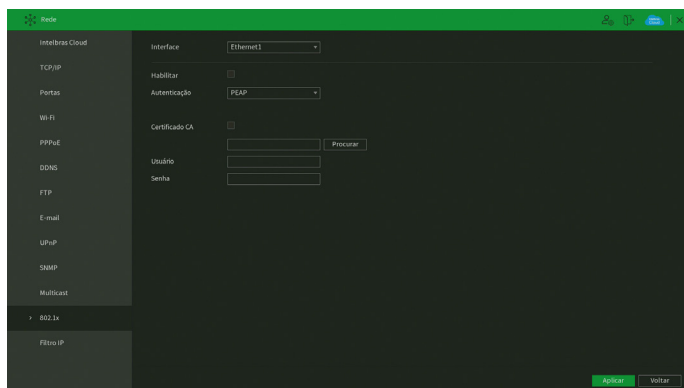 Rede
Intelbras Cloud
TCP/IP
Portas
Wi-Fi
PPPoE
DDNS
FTP
E-mail
UPnP
SNMP
Multicast
802.1x
Filtro IP
Interface
Ethernet1
Habilitar
Autenticação
PEAP
Certificado CA
Procurar
Usuário
Senha
Aplicar
Voltar